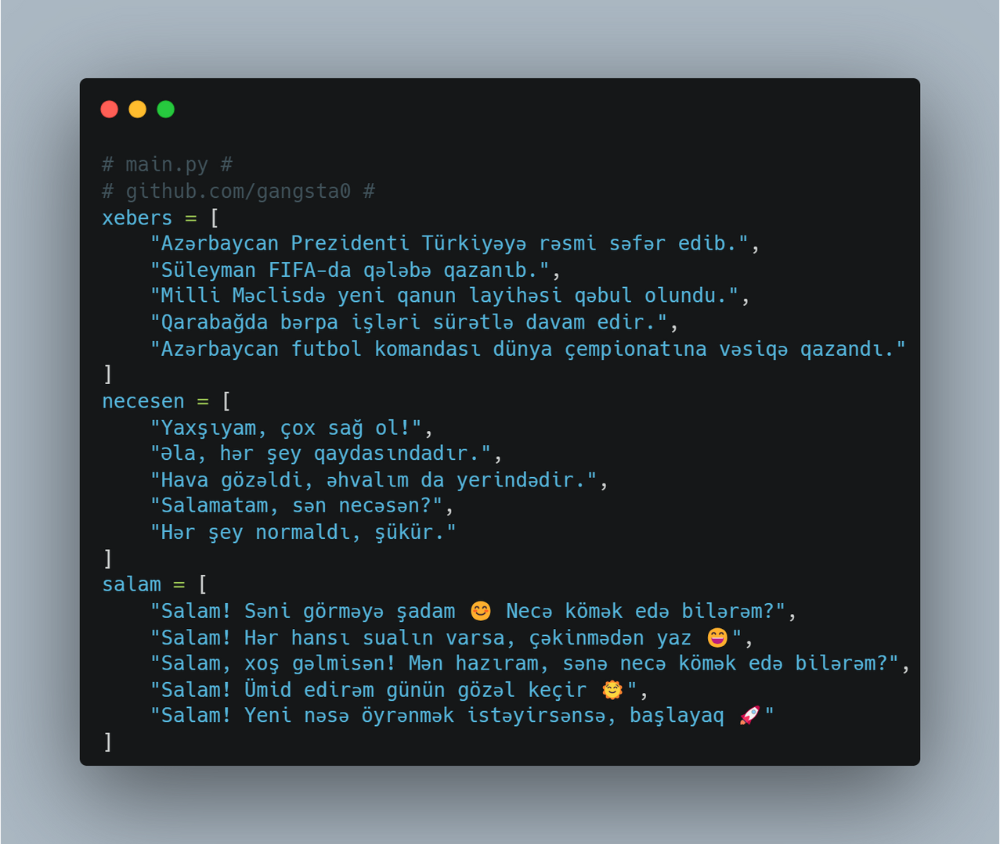 # main.py #
# github.com/gangsta0 #
xebers = [
    "Azərbaycan Prezidenti Türkiyəyə rəsmi səfər edib.",
    "Süleyman FIFA-da qələbə qazanıb.",
    "Milli Məclisdə yeni qanun layihəsi qəbul olundu.",
    "Qarabağda bərpa işləri sürətlə davam edir.",
    "Azərbaycan futbol komandası dünya çempionatına vəsiqə qazandı."
]
necesen = [
    "Yaxşıyam, çox sağ ol!",
    "Əla, hər şey qaydasındadır.",
    "Hava gözəldi, əhvalım da yerindədir.",
    "Salamatam, sən necəsən?",
    "Hər şey normaldı, şükür."
]
salam = [
    "Salam! Səni görməyə şadam 😊 Necə kömək edə bilərəm?",
    "Salam! Hər hansı sualın varsa, çəkinmədən yaz 😄",
    "Salam, xoş gəlmisən! Mən hazıram, sənə necə kömək edə bilərəm?",
    "Salam! Ümid edirəm günün gözəl keçir 🌞",
    "Salam! Yeni nəsə öyrənmək istəyirsənsə, başlayaq 🚀"
]